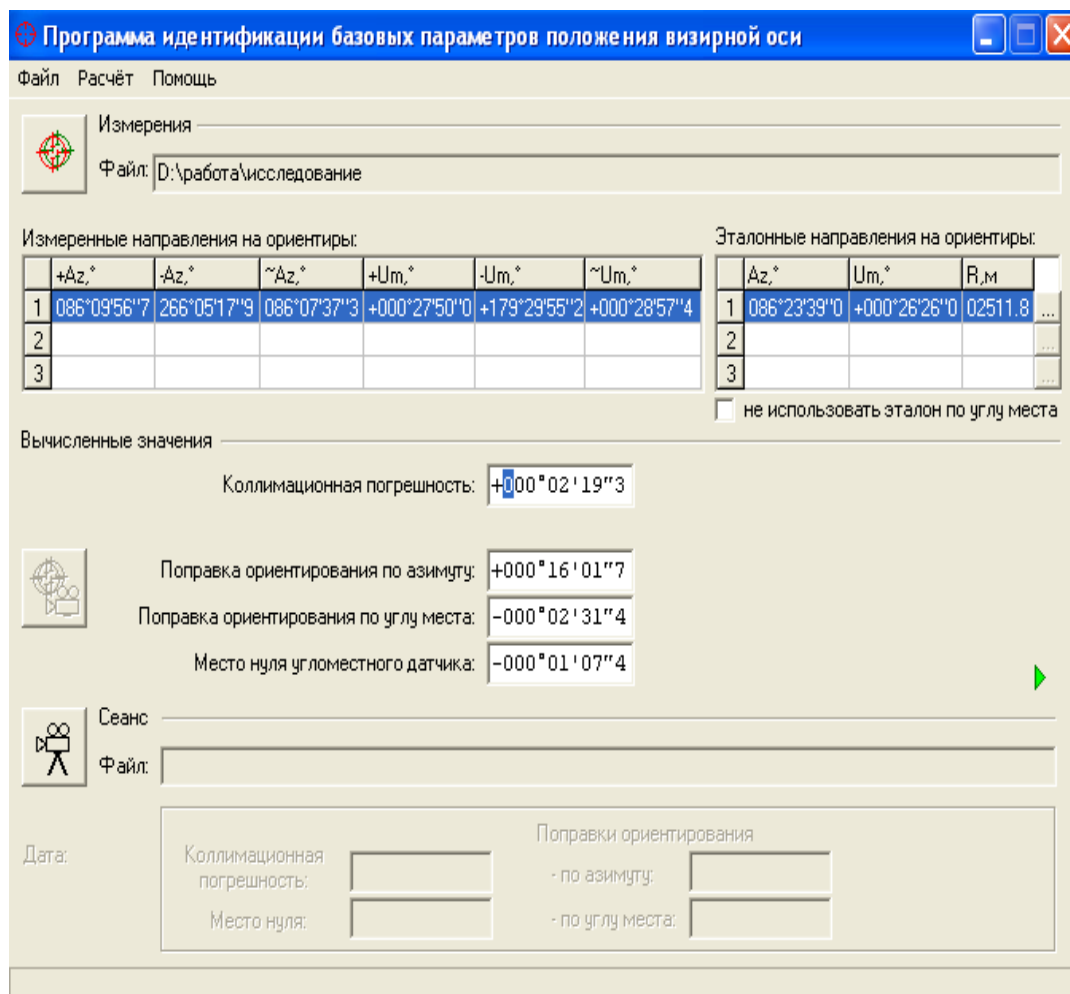 Программа идентификации базовых параметров положения визирной оси
Файл Расчёт Помощь
Измерения
Файл: D:\работа\исследование
Измеренные направления на ориентиры:
+Az,° -Az,° ~Az,° +Um,° -Um,° ~Um,°
1 086°09'56"7 266°05'17"9 086°07'37"3 +000°27'50"0 +179°29'55"2 +000°28'57"4
2
3
Эталонные направления на ориентиры:
Az,° Um,° R,м
1 086°23'39"0 +000°26'26"0 02511.8 ...
2 ...
3 ...
не использовать эталон по углу места
Вычисленные значения
Коллимационная погрешность: +000°02'19"3
Поправка ориентирования по азимуту: +000°16'01"7
Поправка ориентирования по углу места: -000°02'31"4
Место нуля угломестного датчика: -000°01'07"4
Сеанс
Файл:
Дата:
Коллимационная
погрешность:
Место нуля:
Поправки ориентирования
- по азимуту:
- по углу места: